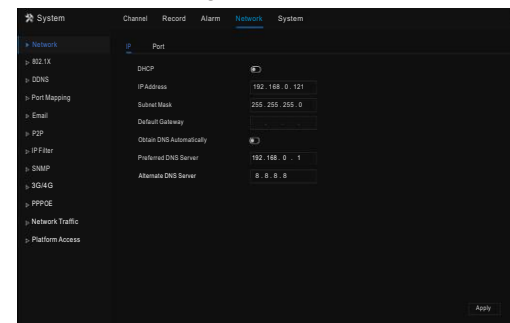 System Channel Record Alarm Network System
Network
802.1X
DDNS
Port Mapping
Email
P2P
IP Filter
SNMP
3G/4G
PPPOE
Network Traffic
Platform Access
IP Port
DHCP
IP Address 192 . 168 . 0 . 121
Subnet Mask 255 . 255 . 255 . 0
Default Gateway . . .
Obtain DNS Automatically
Preferred DNS Server 192 . 168 . 0 . 1
Alternate DNS Server 8 . 8 . 8 . 8
Apply